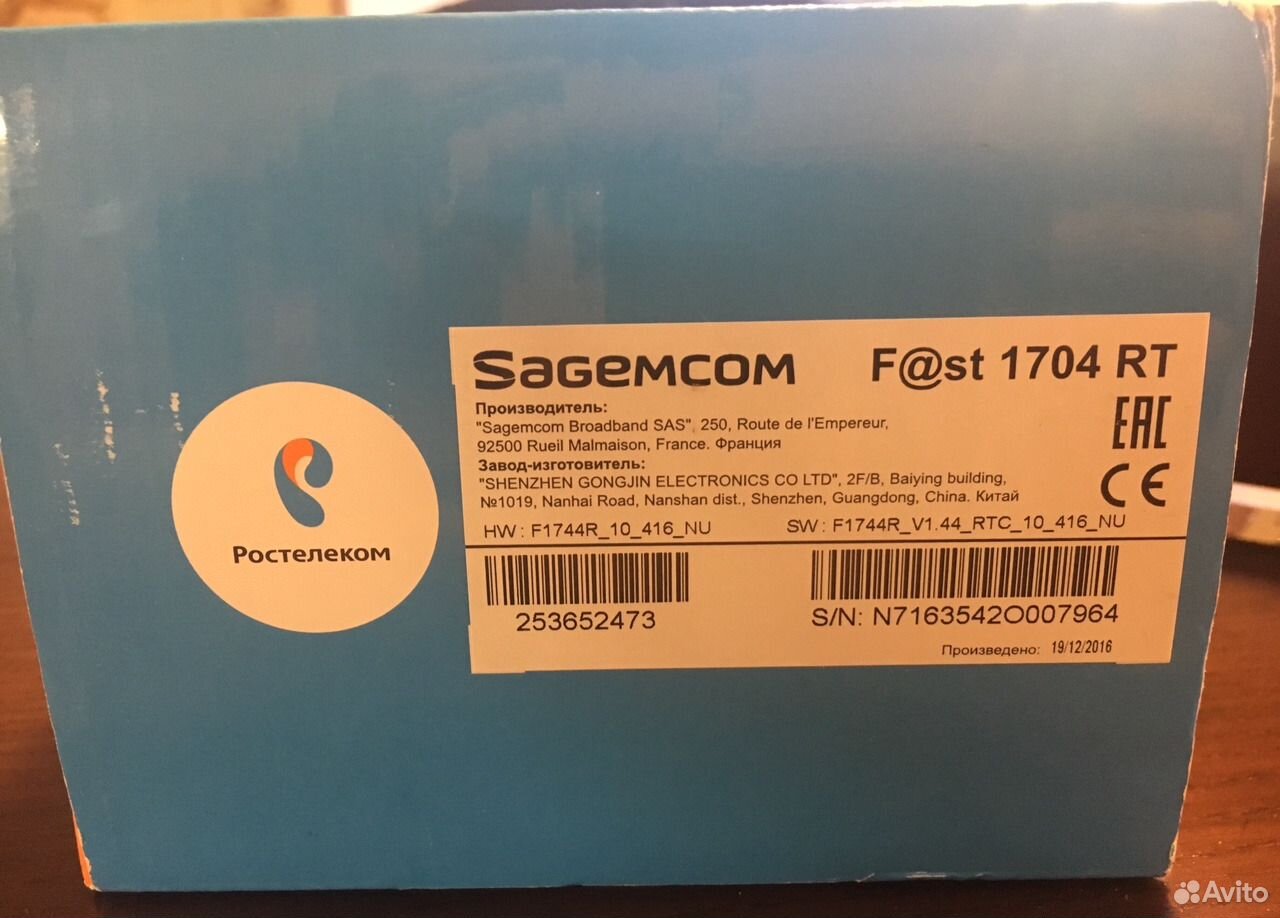 Sagemcom F@st 1704 RT
Производитель:
"Sagemcom Broadband SAS", 250, Route de l'Empereur,
92500 Rueil Malmaison, France. Франция
EAC
Завод-изготовитель:
"SHENZHEN GONGJIN ELECTRONICS CO LTD", 2F/B, Baiying building,
№1019, Nanhai Road, Nanshan dist., Shenzhen, Guangdong, China. Китай
CE
HW : F1744R_10_416_NU SW : F1744R_V1.44_RTC_10_416_NU
Ростелеком
253652473 S/N: N7163542O007964
Произведено: 19/12/2016
Avito